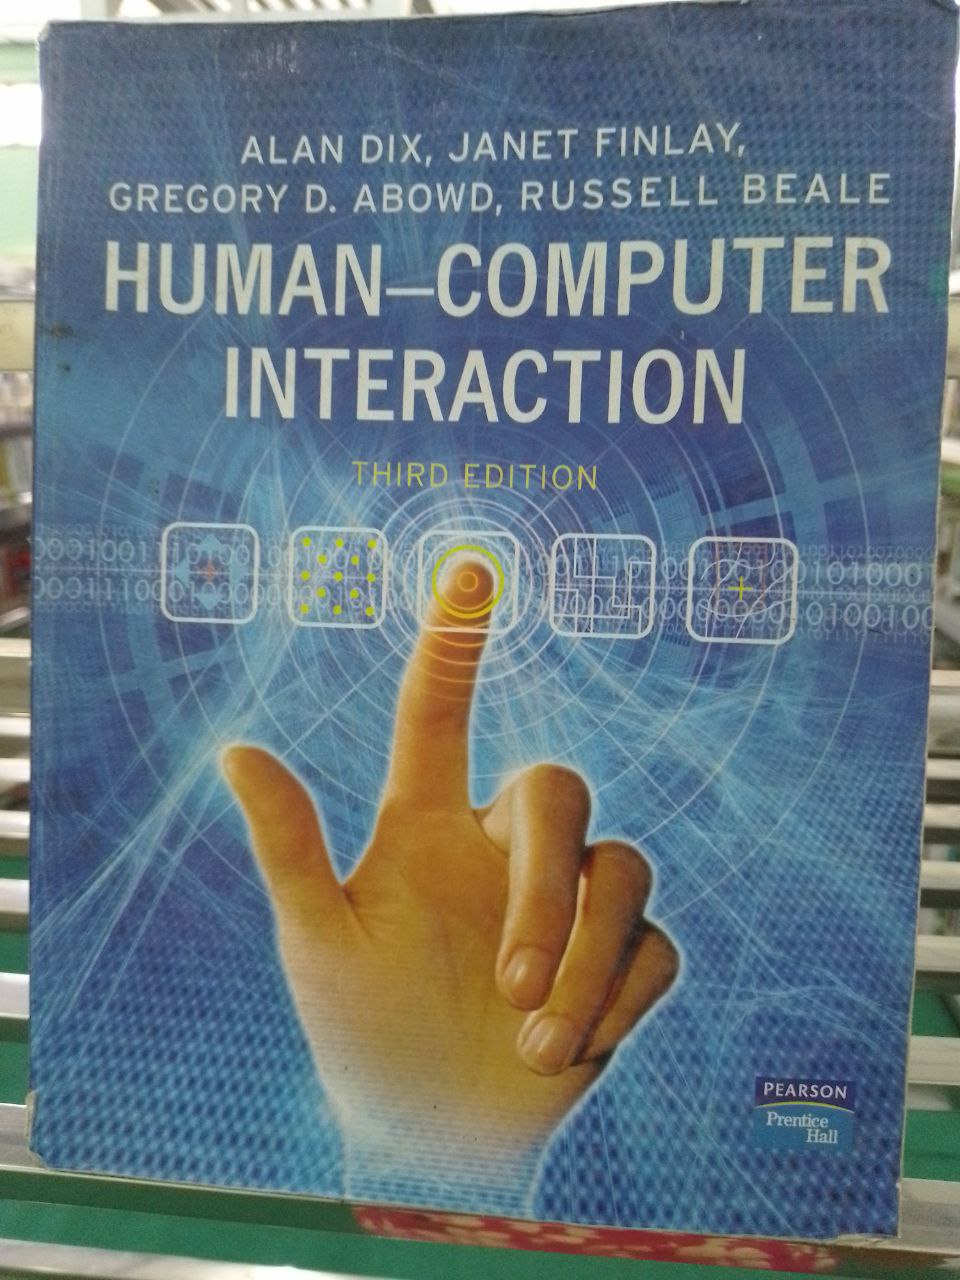 ALAN DIX, JANET FINLAY,
GREGORY D. ABOWD, RUSSELL BEALE
HUMAN–COMPUTER
INTERACTION
THIRD EDITION
PEARSON
Prentice
Hall